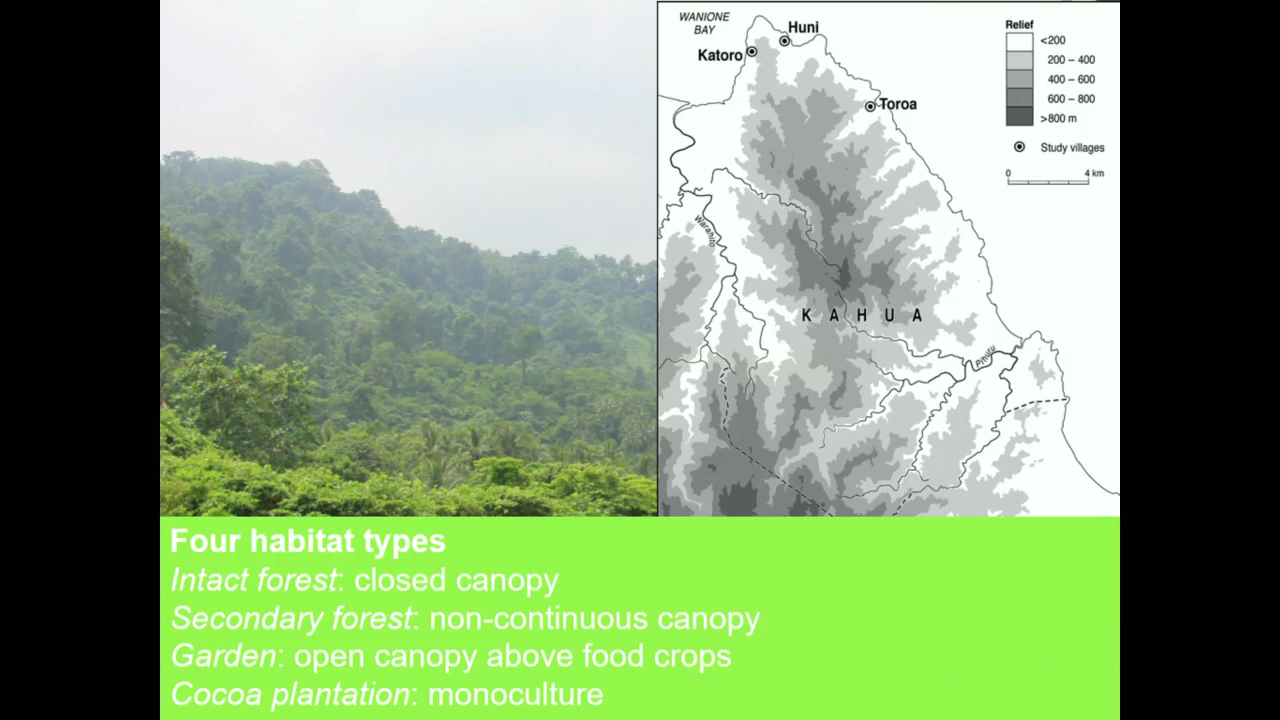 WANIONE
BAY
Huni
Katoro
Toroa
Relief
<200
200 – 400
400 – 600
600 – 800
>800 m
Study villages
0 4 km
Warahito
KAHUA
Four habitat types
Intact forest: closed canopy
Secondary forest: non-continuous canopy
Garden: open canopy above food crops
Cocoa plantation: monoculture